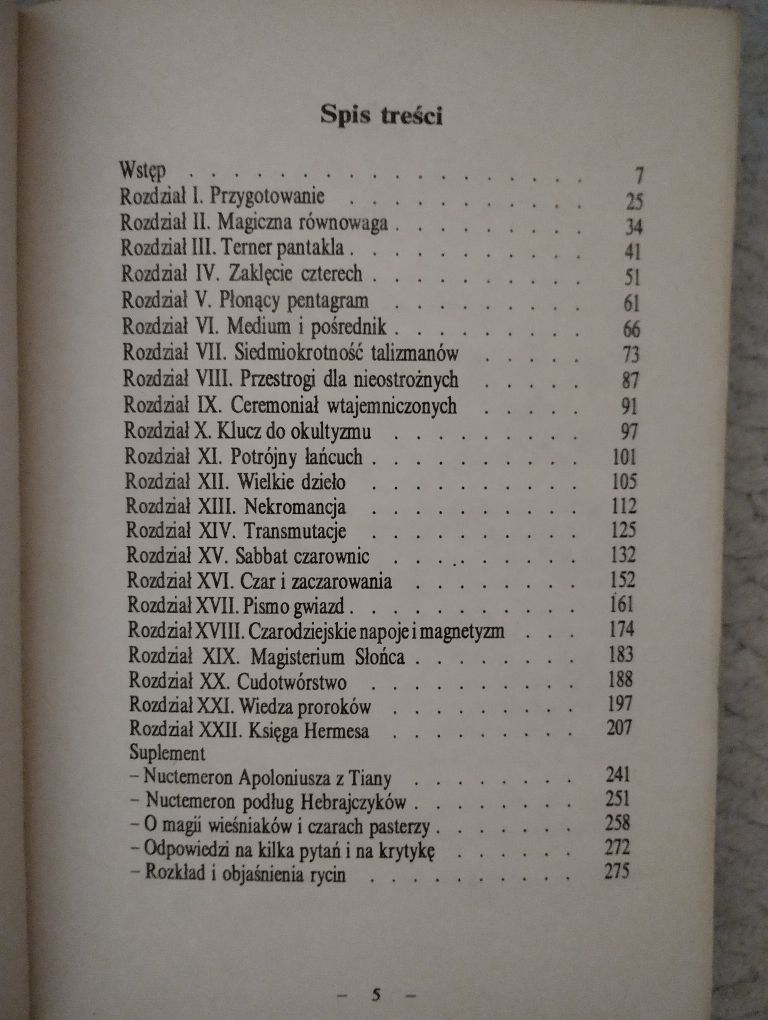 Spis treści
Wstęp . . . . . . . . . . . . . . . . . . 7
Rozdział I. Przygotowanie . . . . . . . . . . . 25
Rozdział II. Magiczna równowaga . . . . . . . . . 34
Rozdział III. Terner pantakla . . . . . . . . . . . 41
Rozdział IV. Zaklęcie czterech . . . . . . . . . . 51
Rozdział V. Płonący pentagram . . . . . . . . . 61
Rozdział VI. Medium i pośrednik . . . . . . . . . 66
Rozdział VII. Siedmiokrotność talizmanów . . . . . 73
Rozdział VIII. Przestrogi dla nieostrożnych . . . . . 87
Rozdział IX. Ceremoniał wtajemniczonych . . . . . 91
Rozdział X. Klucz do okultyzmu . . . . . . . . . 97
Rozdział XI. Potrójny łańcuch . . . . . . . . . . 101
Rozdział XII. Wielkie dzieło . . . . . . . . . . 105
Rozdział XIII. Nekromancja . . . . . . . . . . 112
Rozdział XIV. Transmutacje . . . . . . . . . . 125
Rozdział XV. Sabbat czarownic . . . . . . . . . 132
Rozdział XVI. Czar i zaczarowania . . . . . . . . 152
Rozdział XVII. Pismo gwiazd . . . . . . . . . . . 161
Rozdział XVIII. Czarodziejskie napoje i magnetyzm . . . 174
Rozdział XIX. Magisterium Słońca . . . . . . . . 183
Rozdział XX. Cudotwórstwo . . . . . . . . . . 188
Rozdział XXI. Wiedza proroków . . . . . . . . . 197
Rozdział XXII. Księga Hermesa . . . . . . . . . 207
Suplement
– Nuctemeron Apoloniusza z Tiany . . . . . . . . 241
– Nuctemeron podług Hebrajczyków . . . . . . . . 251
– O magii wieśniaków i czarach pasterzy . . . . . . . 258
– Odpowiedzi na kilka pytań i na krytykę . . . . . . 272
– Rozkład i objaśnienia rycin . . . . . . . . . . 275
– 5 –